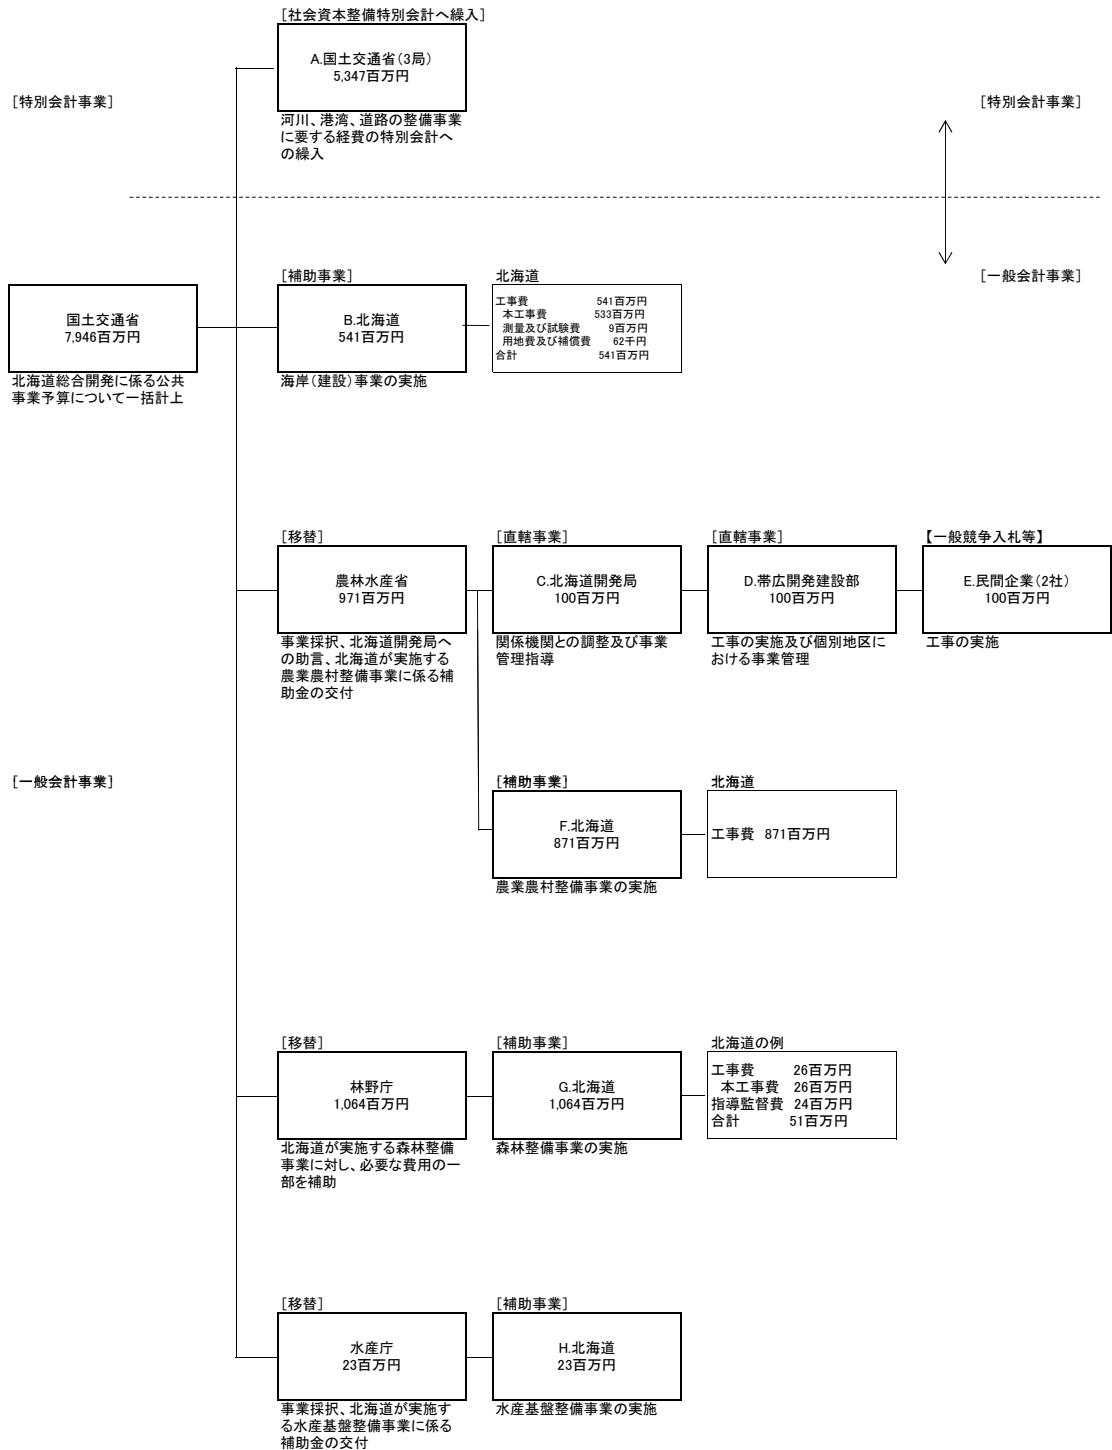 [社会資本整備特別会計へ繰入]
A.国土交通省(3局)
5,347百万円
[特別会計事業]
[特別会計事業]
河川、港湾、道路の整備事業
に要する経費の特別会計へ
の繰入
[一般会計事業]
国土交通省
7,946百万円
北海道総合開発に係る公共
事業予算について一括計上
[補助事業]
B.北海道
541百万円
海岸(建設)事業の実施
北海道
工事費 541百万円
本工事費 533百万円
測量及び試験費 9百万円
用地費及び補償費 62千円
合計 541百万円
[移替]
農林水産省
971百万円
事業採択、北海道開発局へ
の助言、北海道が実施する
農業農村整備事業に係る補
助金の交付
[直轄事業]
C.北海道開発局
100百万円
関係機関との調整及び事業
管理指導
[直轄事業]
D.帯広開発建設部
100百万円
工事の実施及び個別地区に
おける事業管理
【一般競争入札等】
E.民間企業(2社)
100百万円
工事の実施
[一般会計事業]
[補助事業]
F.北海道
871百万円
農業農村整備事業の実施
北海道
工事費 871百万円
[移替]
林野庁
1,064百万円
北海道が実施する森林整備
事業に対し、必要な費用の一
部を補助
[補助事業]
G.北海道
1,064百万円
森林整備事業の実施
北海道の例
工事費 26百万円
本工事費 26百万円
指導監督費 24百万円
合計 51百万円
[移替]
水産庁
23百万円
事業採択、北海道が実施す
る水産基盤整備事業に係る
補助金の交付
[補助事業]
H.北海道
23百万円
水産基盤整備事業の実施